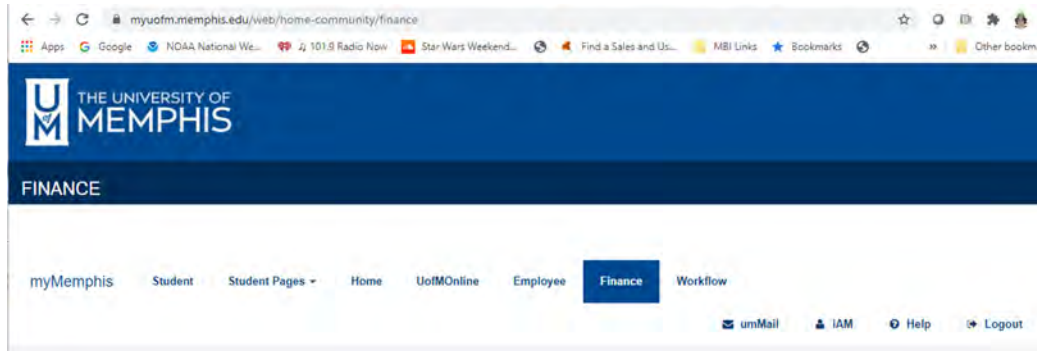 myuofm.memphis.edu/web/home-community/finance
Apps Google NOAA National We... 101.9 Radio Now Star Wars Weekend... Find a Sales and Us... MBI Links Bookmarks » Other bookm
U of M THE UNIVERSITY OF
MEMPHIS
FINANCE
myMemphis Student Student Pages Home UofMOnline Employee Finance Workflow
umMail iAM Help Logout